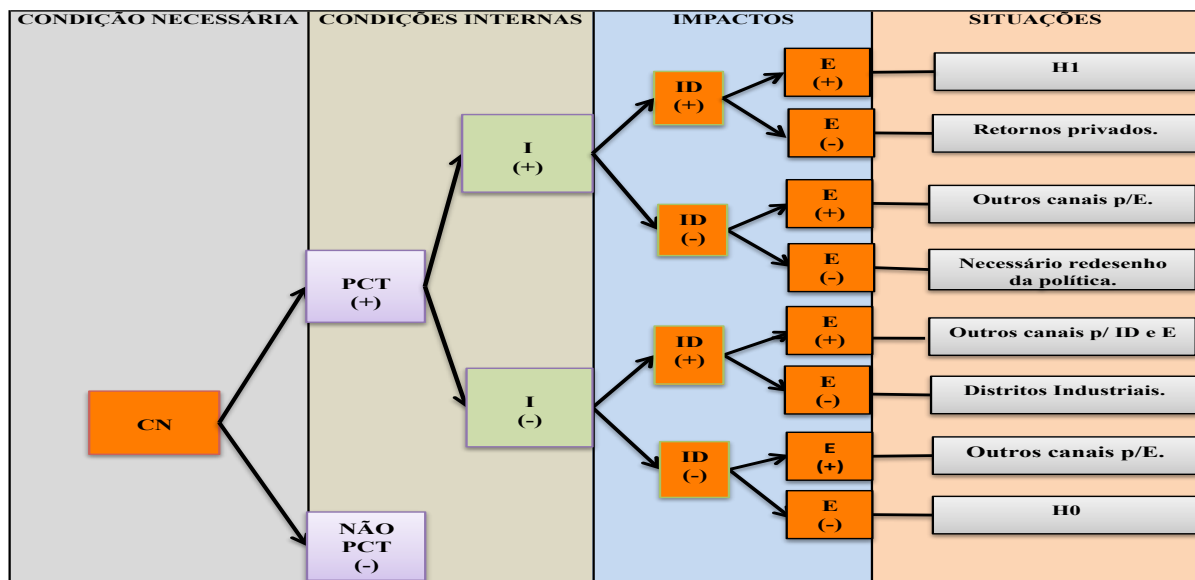 CONDIÇÃO NECESSÁRIA
CONDIÇÕES INTERNAS
IMPACTOS
SITUAÇÕES
CN
PCT
(+)
NÃO
PCT
(-)
I
(+)
I
(-)
ID
(+)
ID
(-)
ID
(+)
ID
(-)
E
(+)
E
(-)
E
(+)
E
(-)
E
(+)
E
(-)
E
(+)
E
(-)
H1
Retornos privados.
Outros canais p/E.
Necessário redesenho
da política.
Outros canais p/ ID e E
Distritos Industriais.
Outros canais p/E.
H0